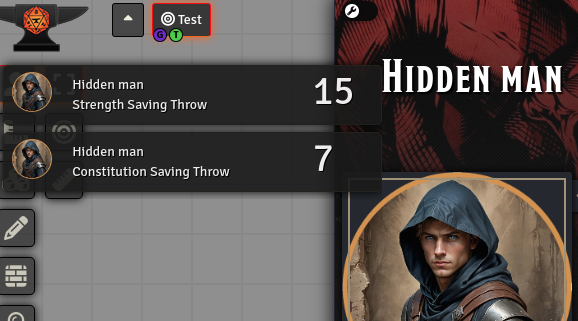 Test
G T
Hidden man
Strength Saving Throw
15
Hidden man
Constitution Saving Throw
7
Hidden man